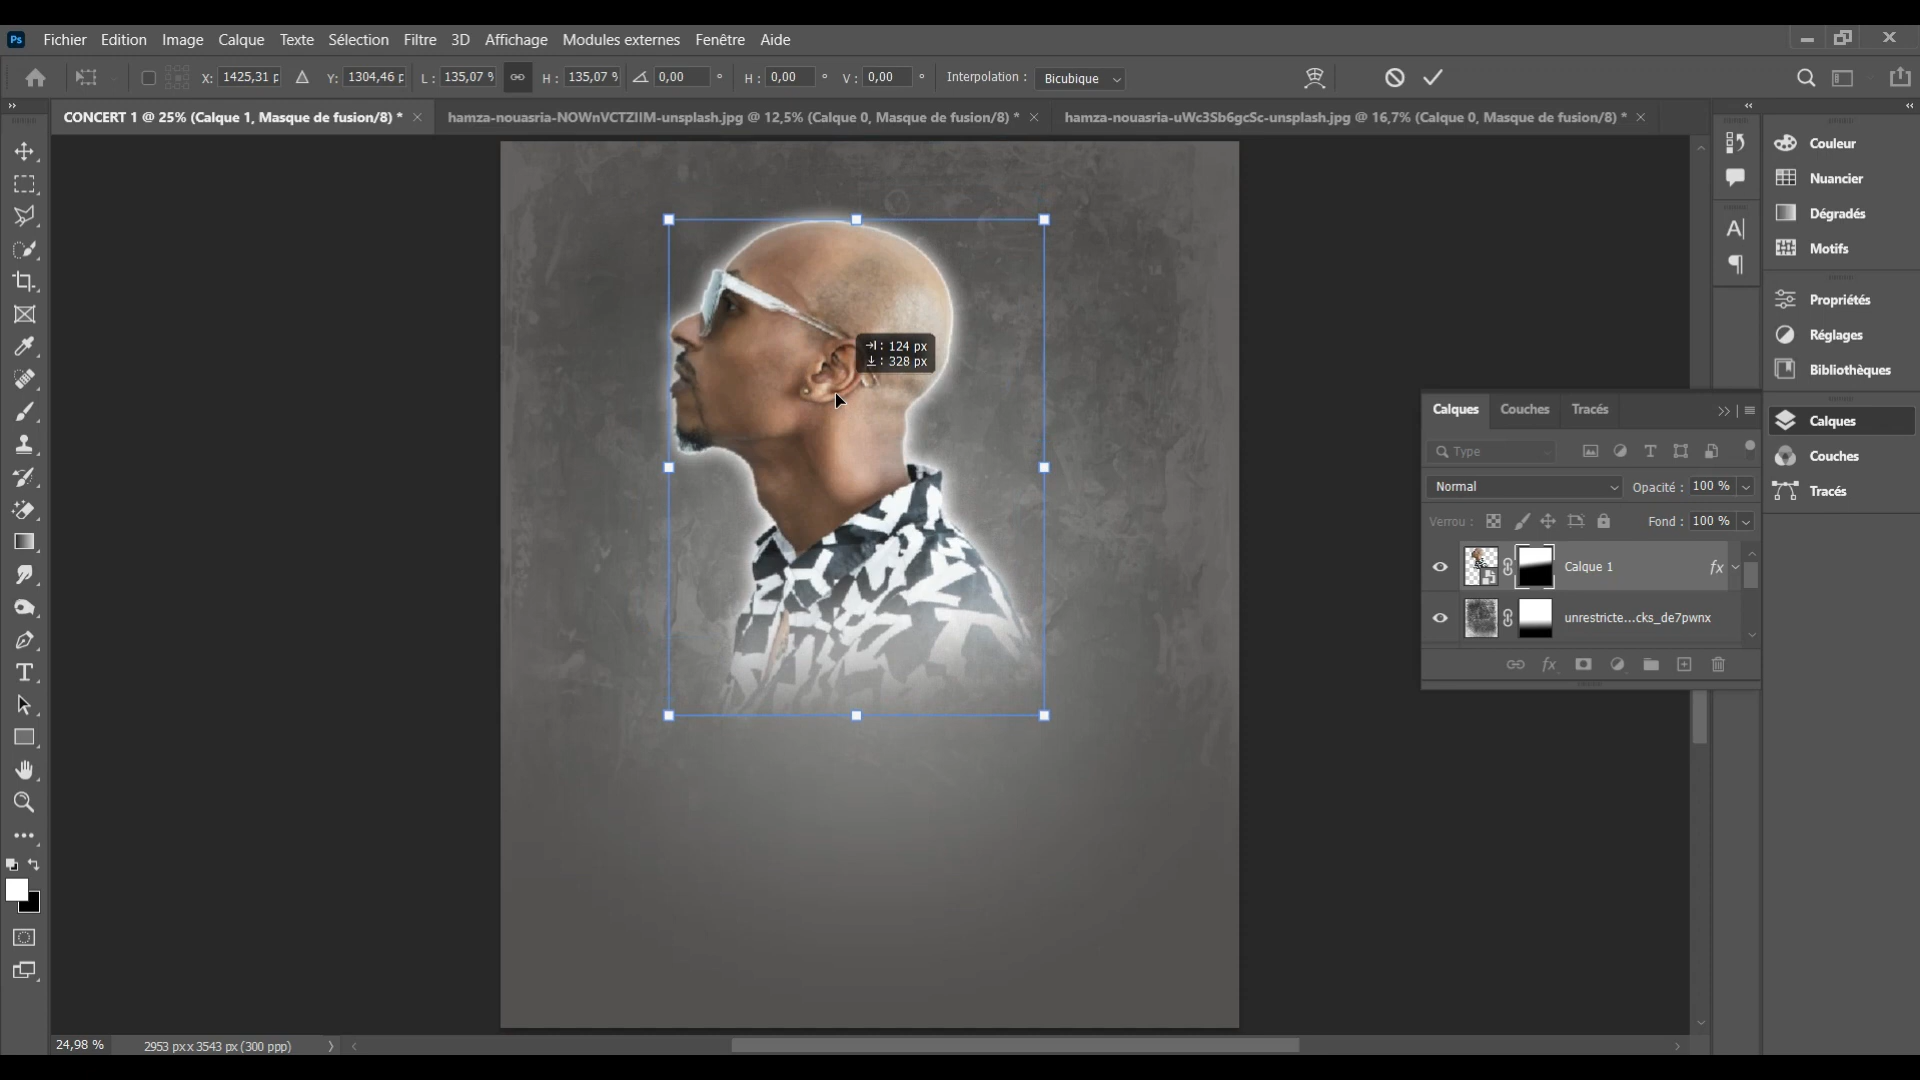 Ps Fichier Edition Image Calque Texte Sélection Filtre 3D Affichage Modules externes Fenêtre Aide
X: 1425,31 p Y: 1304,46 p L : 135,07 % H : 135,07 % 0,00 ° H : 0,00 ° V : 0,00 ° Interpolation : Bicubique
CONCERT 1 @ 25% (Calque 1, Masque de fusion/8) * hamza-nouasria-NOWnVCTZIIM-unsplash.jpg @ 12,5% (Calque 0, Masque de fusion/8) * hamza-nouasria-uWc3Sb6gcSc-unsplash.jpg @ 16,7% (Calque 0, Masque de fusion/8) *
Couleur
Nuancier
Dégradés
Motifs
Propriétés
Réglages
Bibliothèques
Calques
Couches
Tracés
: 124 px
: 328 px
Calques Couches Tracés
Type
Normal Opacité : 100 %
Verrou : Fond : 100 %
Calque 1 fx
unrestricte...cks_de7pwnx
fx
24,98 % 2953 px x 3543 px (300 ppp)